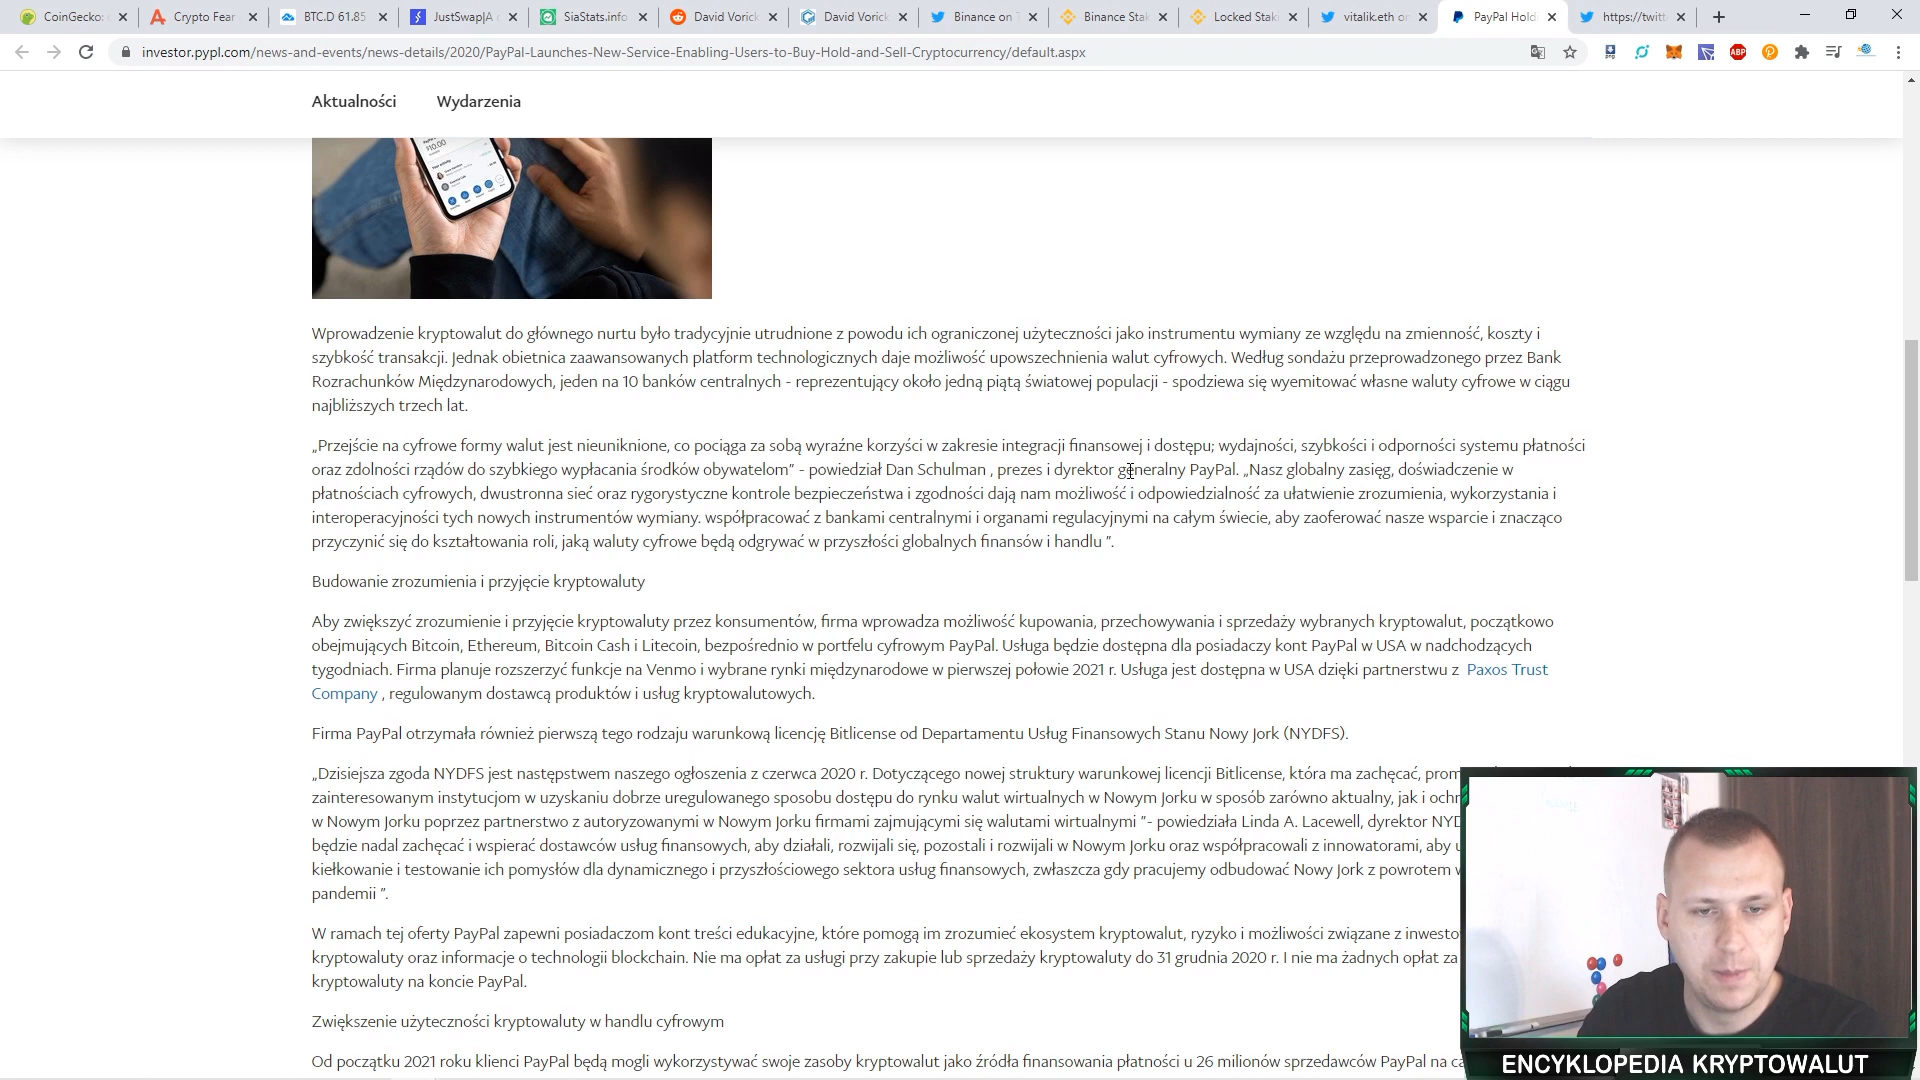 CoinGecko:
Crypto Fear
BTC.D 61.85
JustSwap|A
SiaStats.info
David Vorick
David Vorick
Binance on
Binance Stak
Locked Stak
vitalik.eth on
PayPal Hold
https://twitt
investor.pypl.com/news-and-events/news-details/2020/PayPal-Launches-New-Service-Enabling-Users-to-Buy-Hold-and-Sell-Cryptocurrency/default.aspx
ABP
Aktualności Wydarzenia
$10.00
Wprowadzenie kryptowalut do głównego nurtu było tradycyjnie utrudnione z powodu ich ograniczonej użyteczności jako instrumentu wymiany ze względu na zmienność, koszty i
szybkość transakcji. Jednak obietnica zaawansowanych platform technologicznych daje możliwość upowszechnienia walut cyfrowych. Według sondażu przeprowadzonego przez Bank
Rozrachunków Międzynarodowych, jeden na 10 banków centralnych - reprezentujący około jedną piątą światowej populacji - spodziewa się wyemitować własne waluty cyfrowe w ciągu
najbliższych trzech lat.
„Przejście na cyfrowe formy walut jest nieuniknione, co pociąga za sobą wyraźne korzyści w zakresie integracji finansowej i dostępu; wydajności, szybkości i odporności systemu płatności
oraz zdolności rządów do szybkiego wypłacania środków obywatelom” - powiedział Dan Schulman , prezes i dyrektor generalny PayPal. „Nasz globalny zasięg, doświadczenie w
płatnościach cyfrowych, dwustronna sieć oraz rygorystyczne kontrole bezpieczeństwa i zgodności dają nam możliwość i odpowiedzialność za ułatwienie zrozumienia, wykorzystania i
interoperacyjności tych nowych instrumentów wymiany. współpracować z bankami centralnymi i organami regulacyjnymi na całym świecie, aby zaoferować nasze wsparcie i znacząco
przyczynić się do kształtowania roli, jaką waluty cyfrowe będą odgrywać w przyszłości globalnych finansów i handlu ”.
Budowanie zrozumienia i przyjęcie kryptowaluty
Aby zwiększyć zrozumienie i przyjęcie kryptowaluty przez konsumentów, firma wprowadza możliwość kupowania, przechowywania i sprzedaży wybranych kryptowalut, początkowo
obejmujących Bitcoin, Ethereum, Bitcoin Cash i Litecoin, bezpośrednio w portfelu cyfrowym PayPal. Usługa będzie dostępna dla posiadaczy kont PayPal w USA w nadchodzących
tygodniach. Firma planuje rozszerzyć funkcje na Venmo i wybrane rynki międzynarodowe w pierwszej połowie 2021 r. Usługa jest dostępna w USA dzięki partnerstwu z Paxos Trust
Company , regulowanym dostawcą produktów i usług kryptowalutowych.
Firma PayPal otrzymała również pierwszą tego rodzaju warunkową licencję Bitlicense od Departamentu Usług Finansowych Stanu Nowy Jork (NYDFS).
„Dzisiejsza zgoda NYDFS jest następstwem naszego ogłoszenia z czerwca 2020 r. Dotyczącego nowej struktury warunkowej licencji Bitlicense, która ma zachęcać, prom
zainteresowanym instytucjom w uzyskaniu dobrze uregulowanego sposobu dostępu do rynku walut wirtualnych w Nowym Jorku w sposób zarówno aktualny, jak i ochr
w Nowym Jorku poprzez partnerstwo z autoryzowanymi w Nowym Jorku firmami zajmującymi się walutami wirtualnymi ”- powiedziała Linda A. Lacewell, dyrektor NYD
będzie nadal zachęcać i wspierać dostawców usług finansowych, aby działali, rozwijali się, pozostali i rozwijali w Nowym Jorku oraz współpracowali z innowatorami, aby u
kiełkowanie i testowanie ich pomysłów dla dynamicznego i przyszłościowego sektora usług finansowych, zwłaszcza gdy pracujemy odbudować Nowy Jork z powrotem w
pandemii ”.
W ramach tej oferty PayPal zapewni posiadaczom kont treści edukacyjne, które pomogą im zrozumieć ekosystem kryptowalut, ryzyko i możliwości związane z inwesto
kryptowaluty oraz informacje o technologii blockchain. Nie ma opłat za usługi przy zakupie lub sprzedaży kryptowaluty do 31 grudnia 2020 r. I nie ma żadnych opłat za
kryptowaluty na koncie PayPal.
Zwiększenie użyteczności kryptowaluty w handlu cyfrowym
Od początku 2021 roku klienci PayPal będą mogli wykorzystywać swoje zasoby kryptowalut jako źródła finansowania płatności u 26 milionów sprzedawców PayPal na ca
ENCYKLOPEDIA KRYPTOWALUT